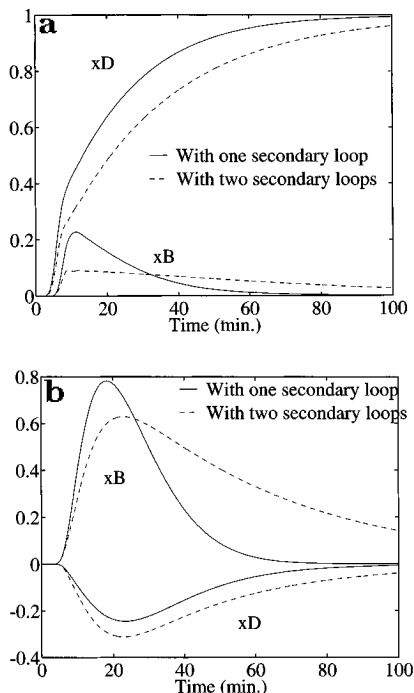 a
1
0.8
0.6
0.4
0.2
0
xD
With one secondary loop
With two secondary loops
xB
0 20 40 60 80 100
Time (min.)
b
0.8
0.6
0.4
0.2
0
-0.2
-0.4
With one secondary loop
With two secondary loops
xB
xD
0 20 40 60 80 100
Time (min.)